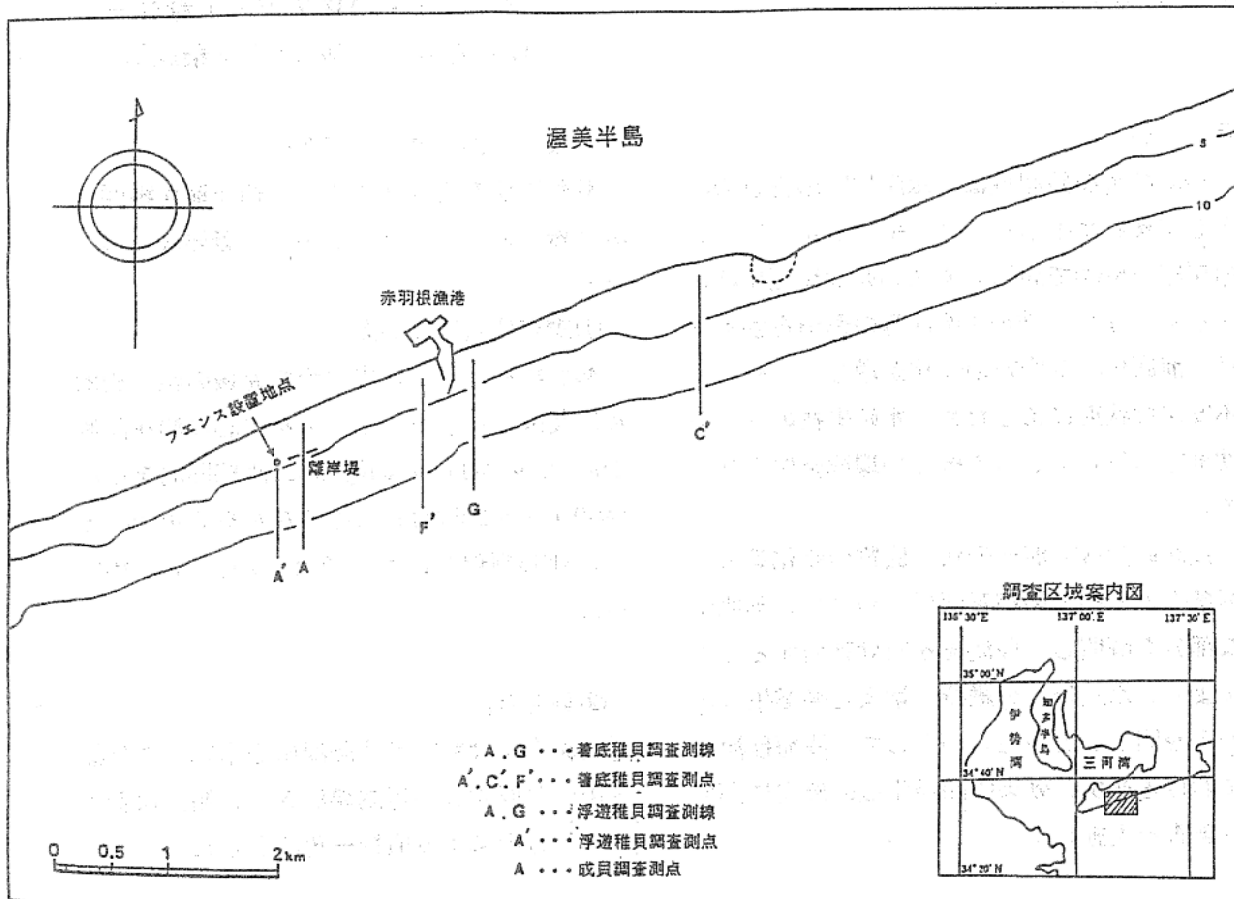 渥美半島
5
10
赤羽根漁港
フェンス設置地点
離岸堤
A'
A
F'
G
C'
A.G・・・着底稚貝調査測線
A'.C'.F'・・・着底稚貝調査測点
A.G・・・浮遊稚貝調査測線
A'・・・浮遊稚貝調査測点
A・・・成貝調査測点
0 0.5 1 2km
調査区域案内図
136°30'E 137°00'E 137°30'E
35°00'N
伊勢湾
知多半島
三河湾
34°40'N
34°20'N